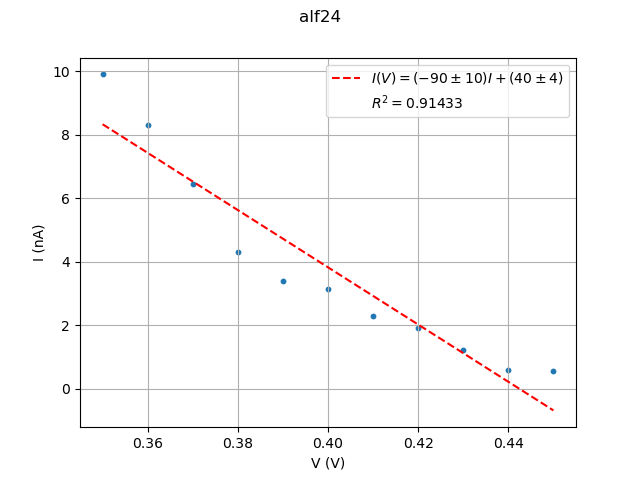 alf24
I(V) = (−90 ± 10)I + (40 ± 4)
R² = 0.91433
10
8
6
4
2
0
I (nA)
0.36 0.38 0.40 0.42 0.44
V (V)